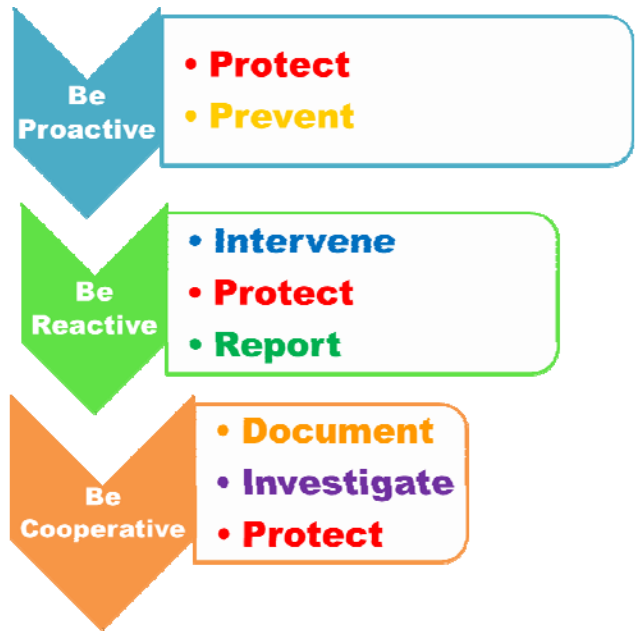 Be
Proactive
• Protect
• Prevent
Be
Reactive
• Intervene
• Protect
• Report
Be
Cooperative
• Document
• Investigate
• Protect